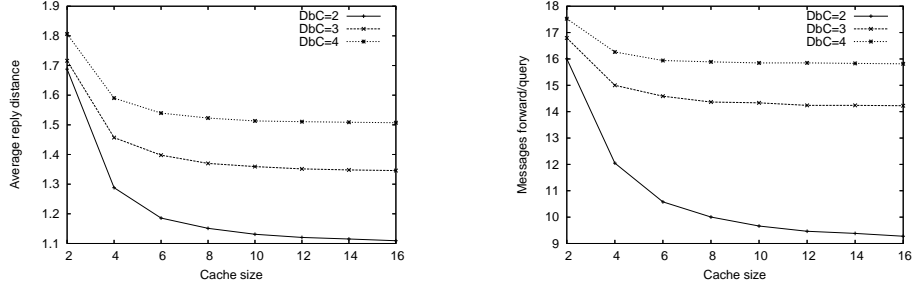 1.9
1.8
1.7
1.6
1.5
1.4
1.3
1.2
1.1
2 4 6 8 10 12 14 16
Average reply distance
Cache size
DbC=2
DbC=3
DbC=4
18
17
16
15
14
13
12
11
10
9
2 4 6 8 10 12 14 16
Messages forward/query
Cache size
DbC=2
DbC=3
DbC=4